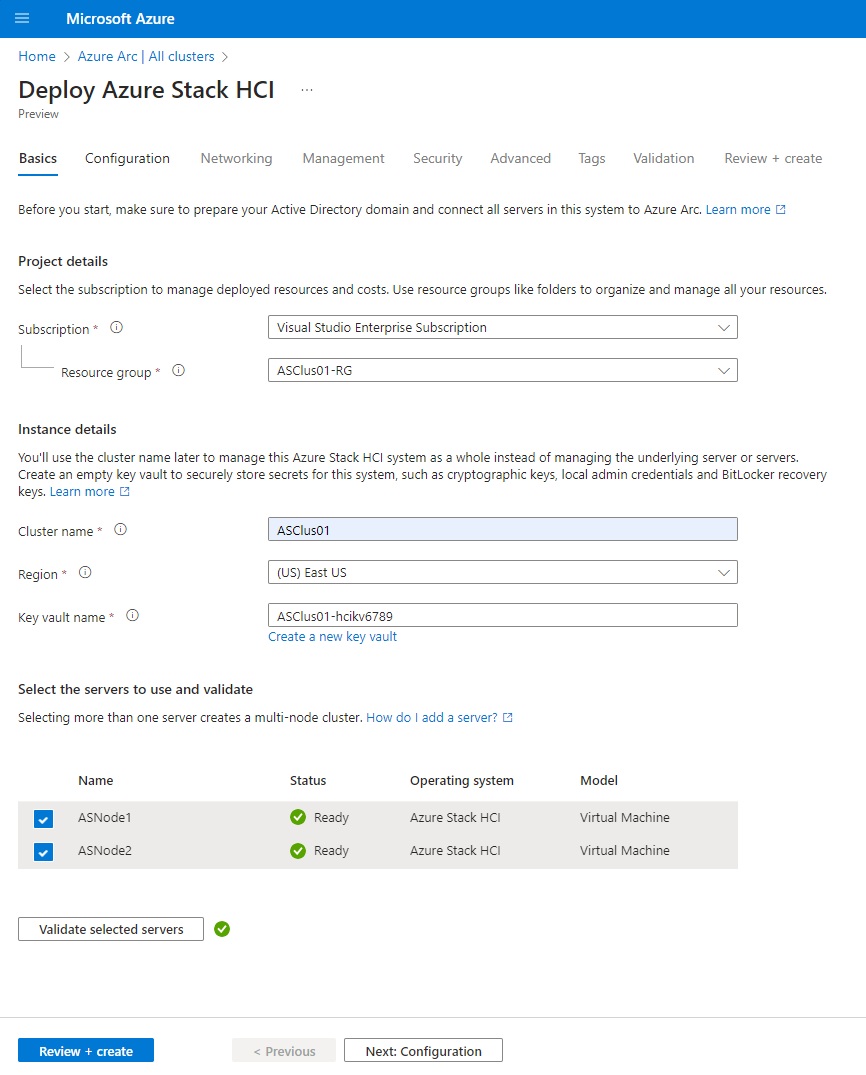 Microsoft Azure
Home > Azure Arc | All clusters >
Deploy Azure Stack HCI ...
Preview
Basics Configuration Networking Management Security Advanced Tags Validation Review + create
Before you start, make sure to prepare your Active Directory domain and connect all servers in this system to Azure Arc. Learn more
Project details
Select the subscription to manage deployed resources and costs. Use resource groups like folders to organize and manage all your resources.
Subscription * Visual Studio Enterprise Subscription
Resource group * ASClus01-RG
Instance details
You'll use the cluster name later to manage this Azure Stack HCI system as a whole instead of managing the underlying server or servers.
Create an empty key vault to securely store secrets for this system, such as cryptographic keys, local admin credentials and BitLocker recovery
keys. Learn more
Cluster name * ASClus01
Region * (US) East US
Key vault name * ASClus01-hcikv6789
Create a new key vault
Select the servers to use and validate
Selecting more than one server creates a multi-node cluster. How do I add a server?
Name Status Operating system Model
ASNode1 Ready Azure Stack HCI Virtual Machine
ASNode2 Ready Azure Stack HCI Virtual Machine
Validate selected servers
Review + create < Previous Next: Configuration